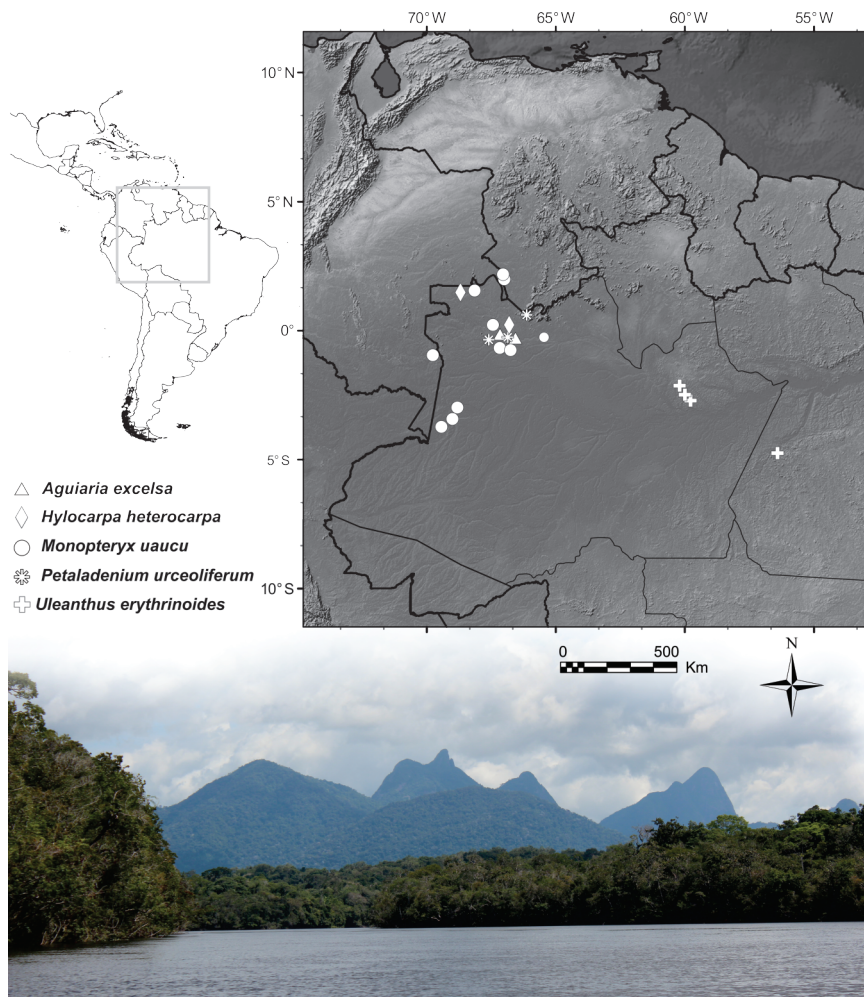 70°W 65°W 60°W 55°W
10°N
5°N
0°
5°S
10°S
Aguiaria excelsa
Hylocarpa heterocarpa
Monopteryx uaucu
Petaladenium urceoliferum
Uleanthus erythrinoides
0 500
Km
N